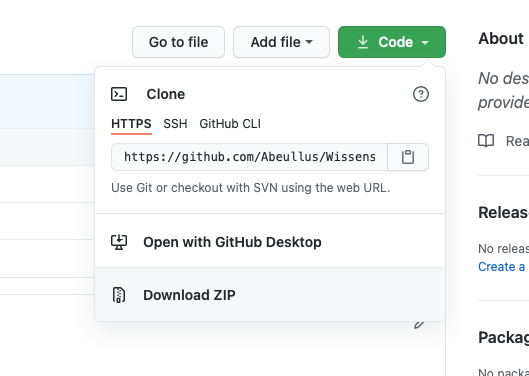 Go to file
Add file
Code
About
No des
provide
Clone
HTTPS SSH GitHub CLI
https://github.com/Abeullus/Wissens
Rea
Use Git or checkout with SVN using the web URL.
Releas
Open with GitHub Desktop
No releas
Create a
Download ZIP
Packag
No packa